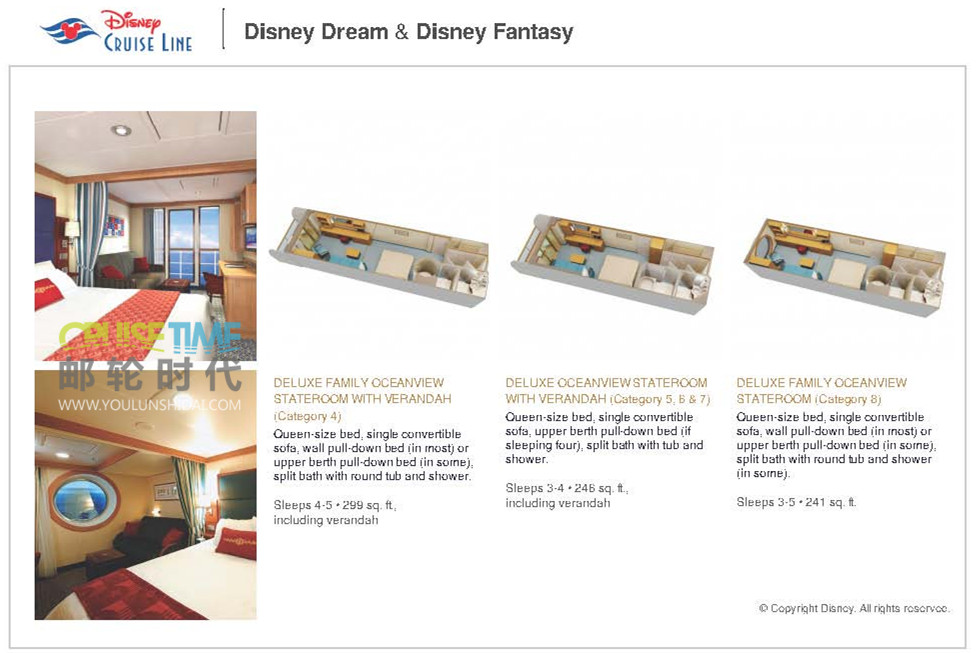 Disney
Cruise Line
Disney Dream & Disney Fantasy
CRUISETIME
邮轮时代
WWW.YOULUNSHIDAI.COM
DELUXE FAMILY OCEANVIEW
STATEROOM WITH VERANDAH
(Category 4)
Queen-size bed, single convertible
sofa, wall pull-down bed (in most) or
upper berth pull-down bed (in some),
split bath with round tub and shower.
Sleeps 4-5 • 299 sq. ft.,
including verandah
DELUXE OCEANVIEW STATEROOM
WITH VERANDAH (Category 5, 6 & 7)
Queen-size bed, single convertible
sofa, upper berth pull-down bed (if
sleeping four), split bath with tub and
shower.
Sleeps 3-4 • 246 sq. ft.,
including verandah
DELUXE FAMILY OCEANVIEW
STATEROOM (Category 8)
Queen-size bed, single convertible
sofa, wall pull-down bed (in most) or
upper berth pull-down bed (in some),
split bath with round tub and shower
(in some).
Sleeps 3-5 • 241 sq. ft.
© Copyright Disney. All rights reserved.